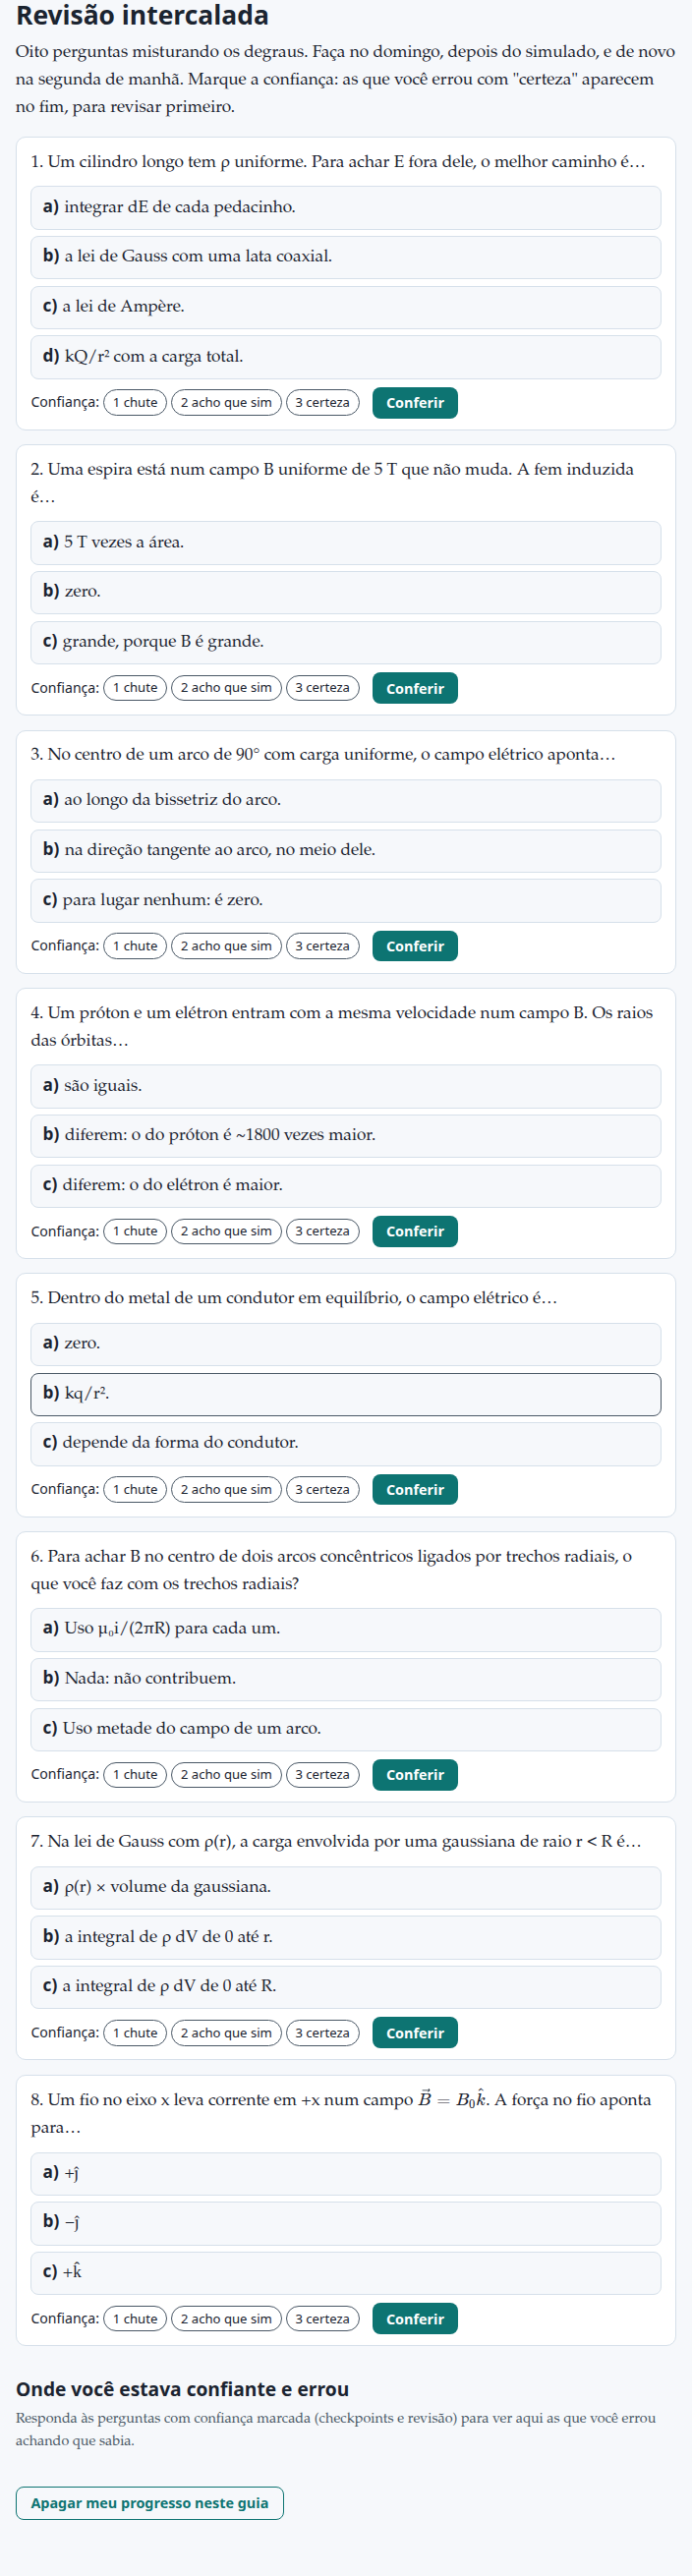 Revisão intercalada
Oito perguntas misturando os degraus. Faça no domingo, depois do simulado, e de novo
na segunda de manhã. Marque a confiança: as que você errou com "certeza" aparecem
no fim, para revisar primeiro.
1. Um cilindro longo tem ρ uniforme. Para achar E fora dele, o melhor caminho é…
a) integrar dE de cada pedacinho.
b) a lei de Gauss com uma lata coaxial.
c) a lei de Ampère.
d) kQ/r² com a carga total.
Confiança: 1 chute 2 acho que sim 3 certeza Conferir
2. Uma espira está num campo B uniforme de 5 T que não muda. A fem induzida
é…
a) 5 T vezes a área.
b) zero.
c) grande, porque B é grande.
Confiança: 1 chute 2 acho que sim 3 certeza Conferir
3. No centro de um arco de 90° com carga uniforme, o campo elétrico aponta…
a) ao longo da bissetriz do arco.
b) na direção tangente ao arco, no meio dele.
c) para lugar nenhum: é zero.
Confiança: 1 chute 2 acho que sim 3 certeza Conferir
4. Um próton e um elétron entram com a mesma velocidade num campo B. Os raios
das órbitas…
a) são iguais.
b) diferem: o do próton é ~1800 vezes maior.
c) diferem: o do elétron é maior.
Confiança: 1 chute 2 acho que sim 3 certeza Conferir
5. Dentro do metal de um condutor em equilíbrio, o campo elétrico é…
a) zero.
b) kq/r².
c) depende da forma do condutor.
Confiança: 1 chute 2 acho que sim 3 certeza Conferir
6. Para achar B no centro de dois arcos concêntricos ligados por trechos radiais, o
que você faz com os trechos radiais?
a) Uso μ₀i/(2πR) para cada um.
b) Nada: não contribuem.
c) Uso metade do campo de um arco.
Confiança: 1 chute 2 acho que sim 3 certeza Conferir
7. Na lei de Gauss com ρ(r), a carga envolvida por uma gaussiana de raio r < R é…
a) ρ(r) × volume da gaussiana.
b) a integral de ρ dV de 0 até r.
c) a integral de ρ dV de 0 até R.
Confiança: 1 chute 2 acho que sim 3 certeza Conferir
8. Um fio no eixo x leva corrente em +x num campo B⃗ = B₀k̂. A força no fio aponta
para…
a) +ĵ
b) −ĵ
c) +k̂
Confiança: 1 chute 2 acho que sim 3 certeza Conferir
Onde você estava confiante e errou
Responda às perguntas com confiança marcada (checkpoints e revisão) para ver aqui as que você errou
achando que sabia.
Apagar meu progresso neste guia